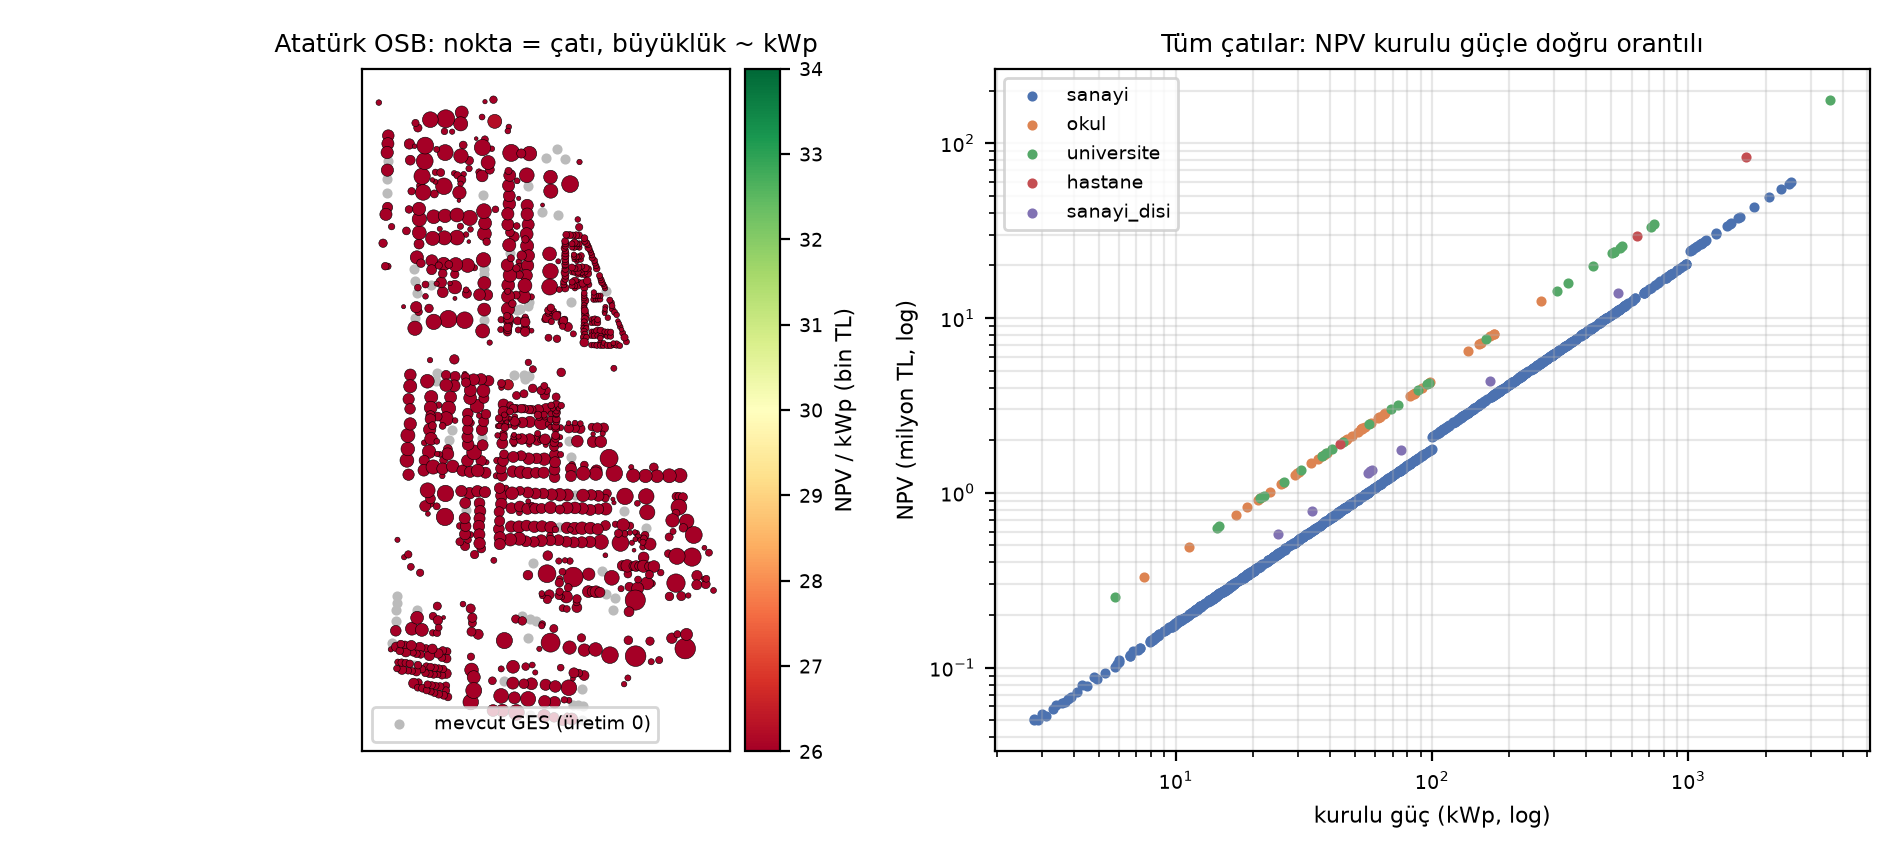 Atatürk OSB: nokta = çatı, büyüklük ~ kWp
mevcut GES (üretim 0)
34
33
32
31
30
29
28
27
26
NPV / kWp (bin TL)
Tüm çatılar: NPV kurulu güçle doğru orantılı
sanayi
okul
universite
hastane
sanayi_disi
10²
10¹
10⁰
10⁻¹
NPV (milyon TL, log)
10¹
10²
10³
kurulu güç (kWp, log)